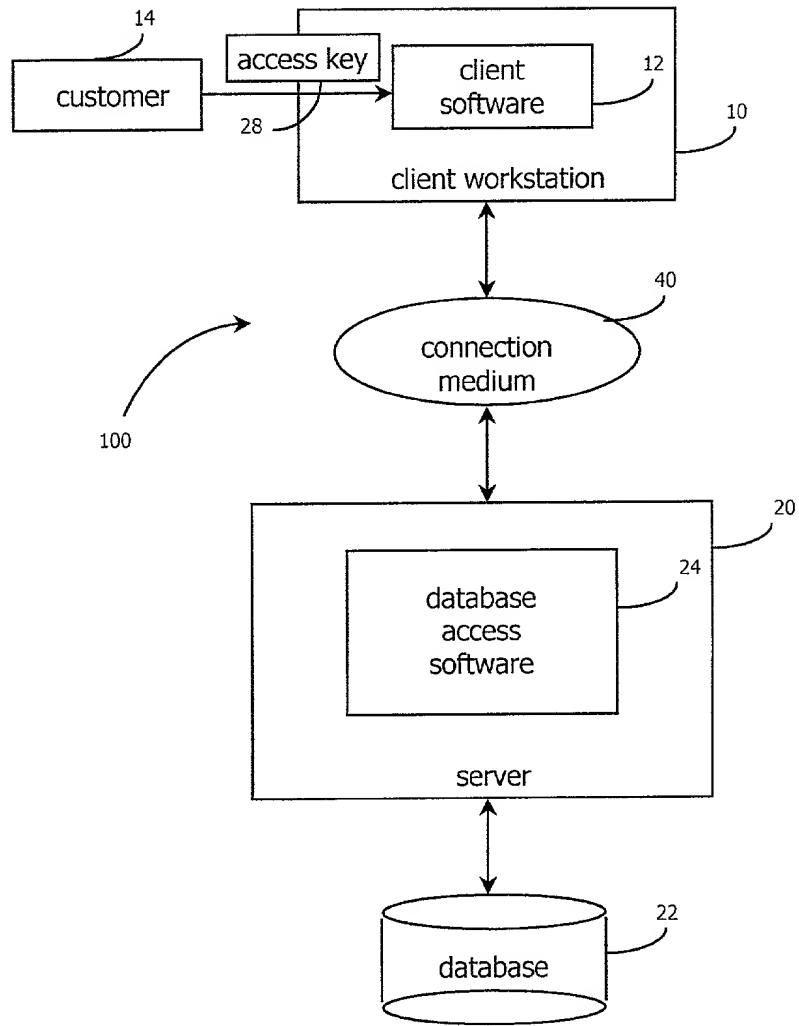 14
customer
access key
28
client
software
12
10
client workstation
40
connection
medium
100
20
database
access
software
24
server
22
database